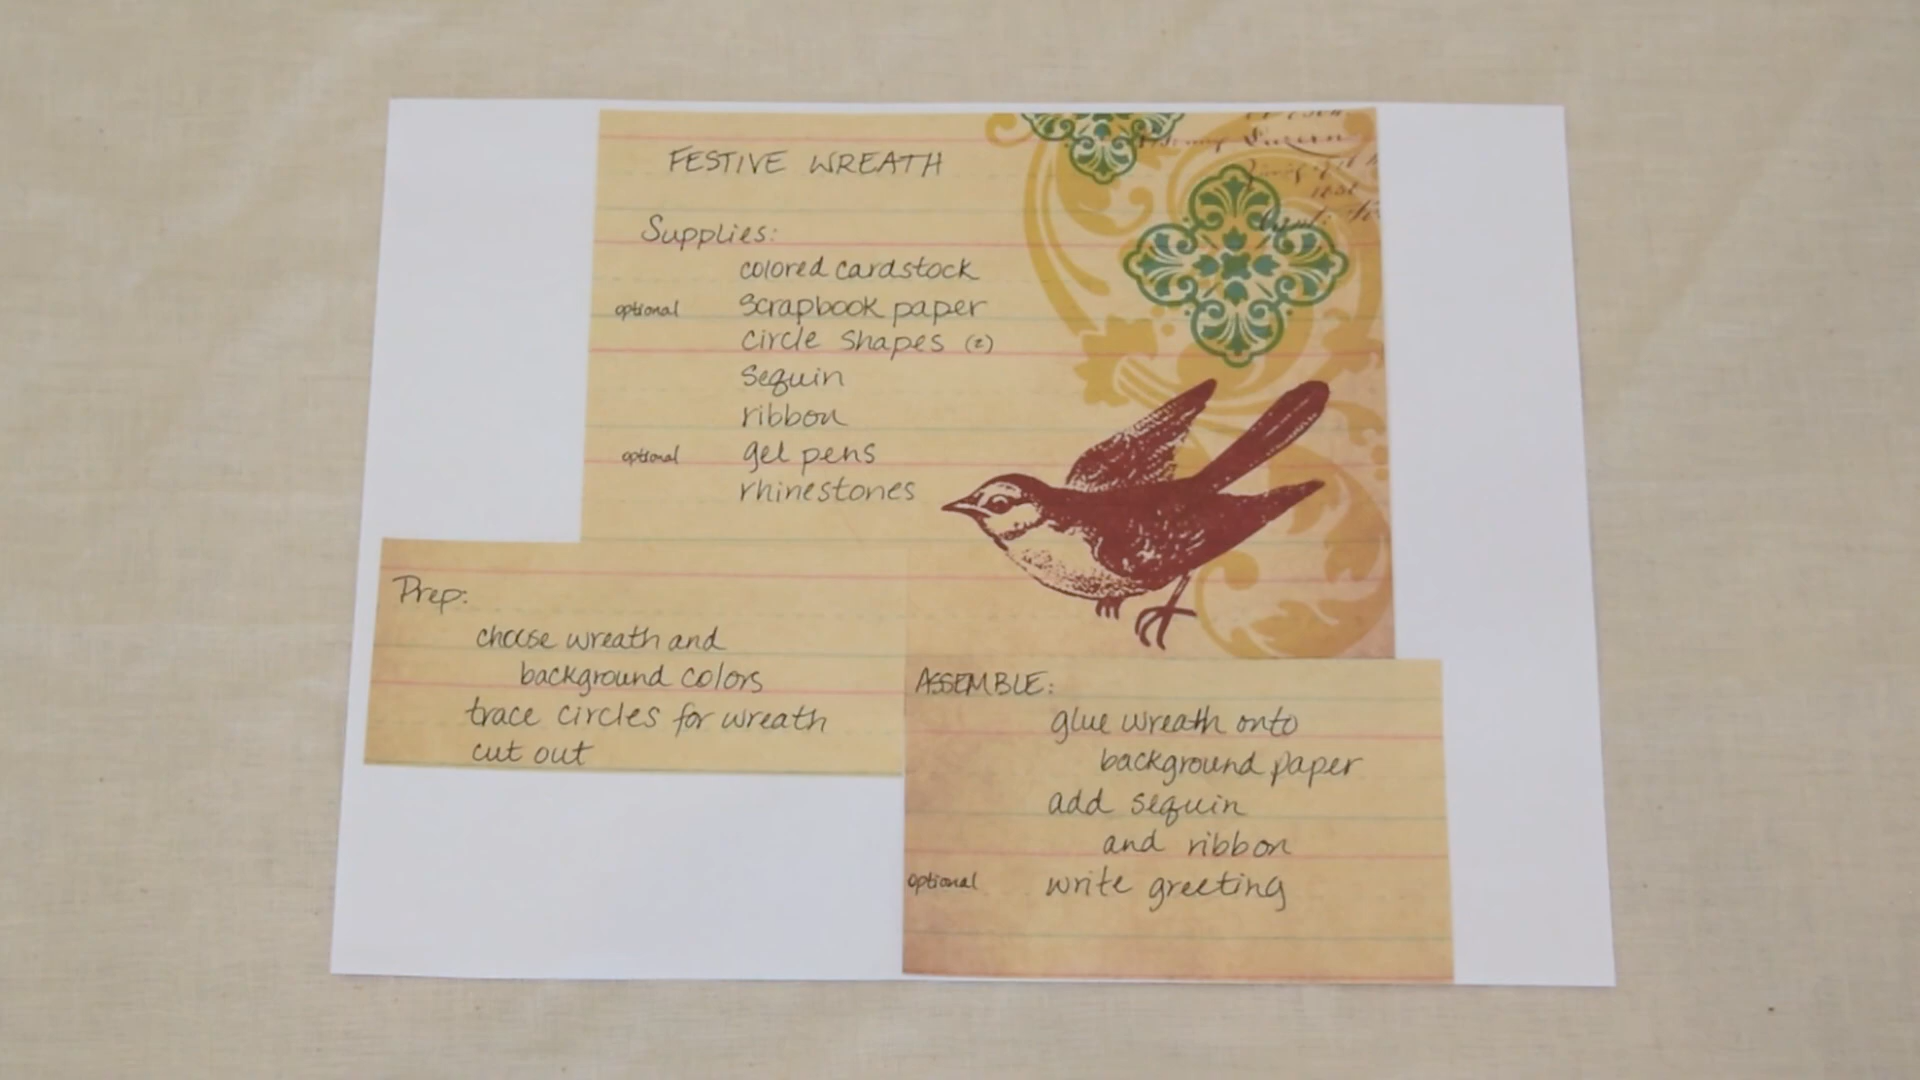 FESTIVE WREATH
Supplies:
colored cardstock
optional scrapbook paper
circle shapes (2)
sequin
ribbon
optional gel pens
rhinestones
Prep:
choose wreath and
background colors
trace circles for wreath
cut out
ASSEMBLE:
glue wreath onto
background paper
add sequin
and ribbon
optional write greeting